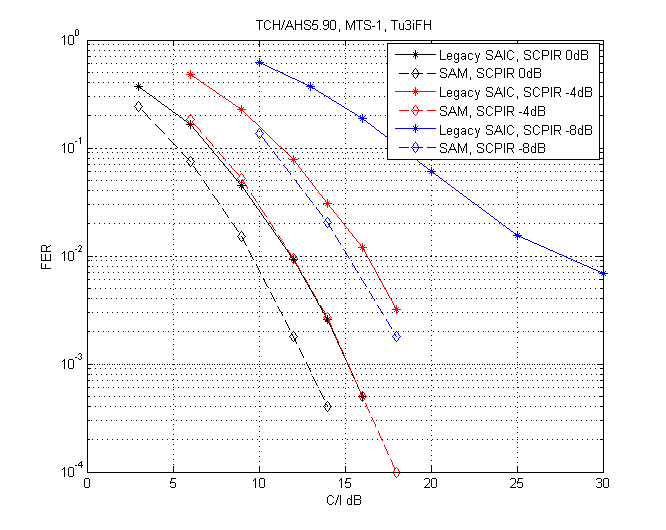 TCH/AHS5.90, MTS-1, Tu3iFH
10^0
10^-1
10^-2
10^-3
10^-4
FER
Legacy SAIC, SCPIR 0dB
SAM, SCPIR 0dB
Legacy SAIC, SCPIR -4dB
SAM, SCPIR -4dB
Legacy SAIC, SCPIR -8dB
SAM, SCPIR -8dB
0 5 10 15 20 25 30
C/I dB